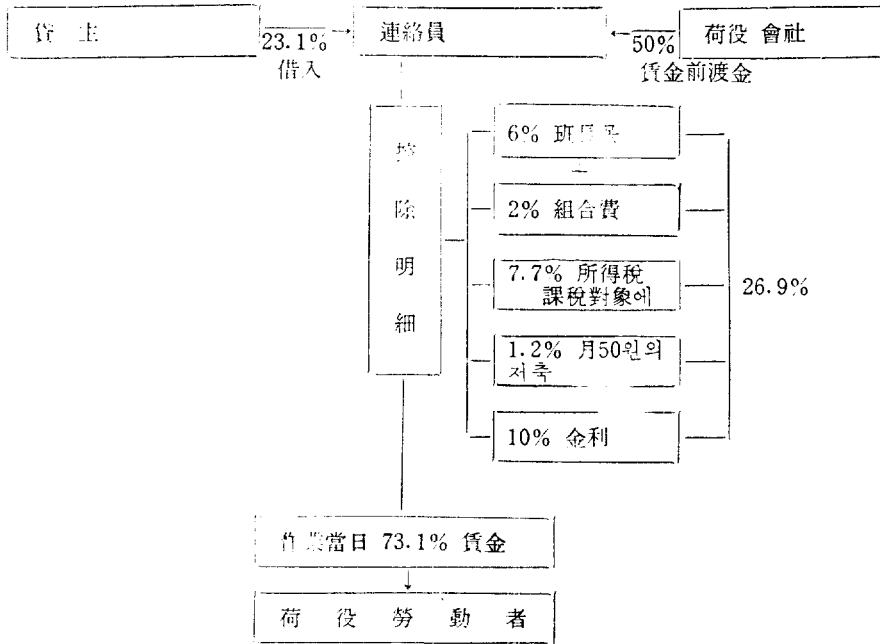 貸 主
23.1%
借入
連絡員
50%
賃金前渡金
荷役 會社
控
除
明
細
6%
2% 組合費
7.7% 所得稅
課稅對象에
1.2% 月50원의
저축
10% 金利
26.9%
作業當日 73.1% 賃金
荷 役 勞 動 者